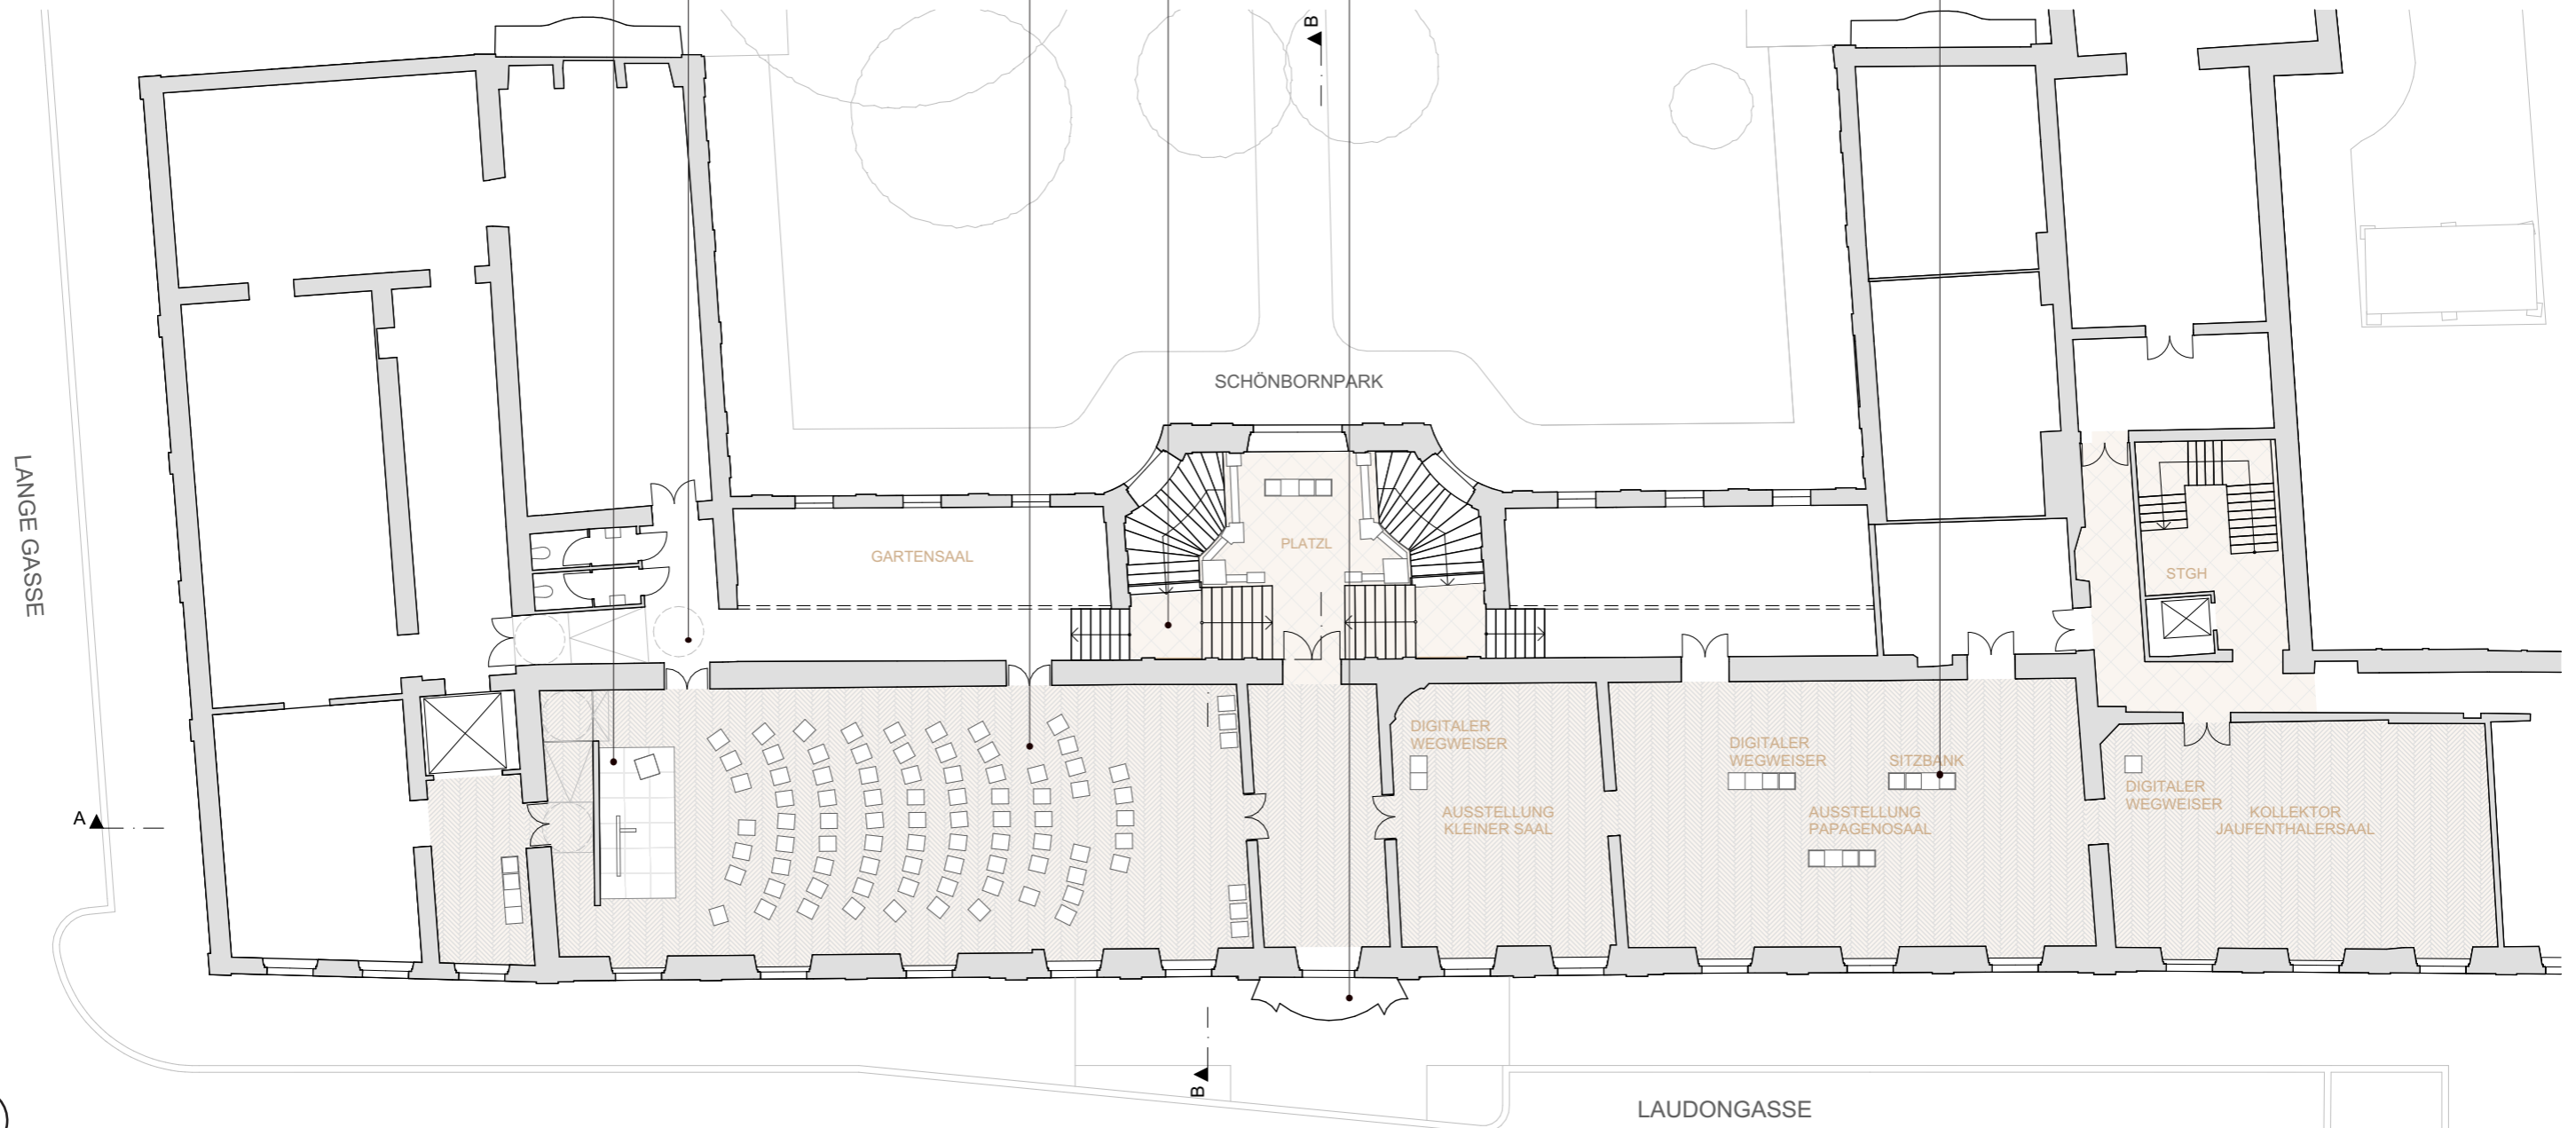 B
SCHÖNBORNPARK
LANGE GASSE
GARTENSAAL
PLATZL
STGH
DIGITALER
WEGWEISER
DIGITALER
WEGWEISER
SITZBANK
DIGITALER
WEGWEISER
A
AUSSTELLUNG
KLEINER SAAL
AUSSTELLUNG
PAPAGENOSAAL
KOLLEKTOR
JAUFENTHALERSAAL
B
LAUDONGASSE